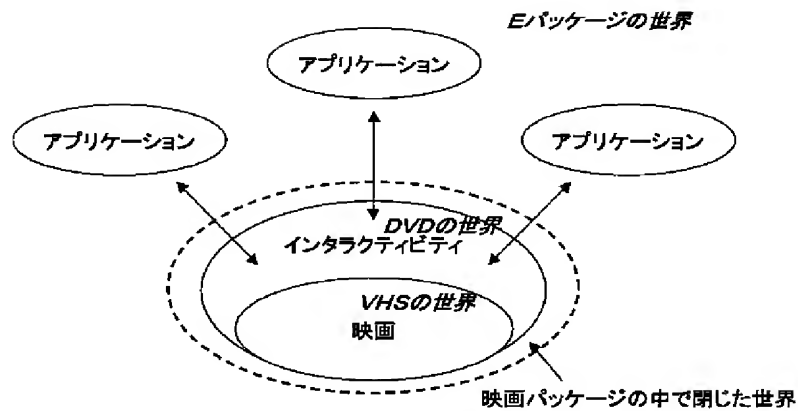 Eパッケージの世界
アプリケーション
アプリケーション
アプリケーション
DVDの世界
インタラクティビティ
VHSの世界
映画
映画パッケージの中で閉じた世界